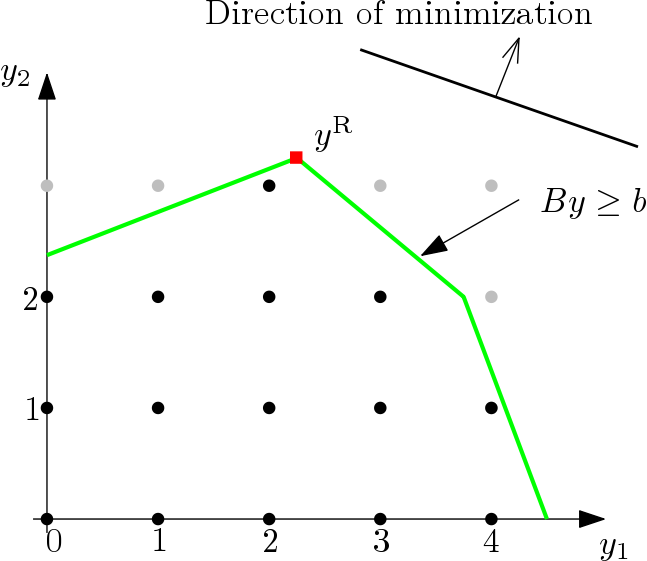 Direction of minimization
y₂
yᴿ
By ≥ b
2
1
0 1 2 3 4
y₁